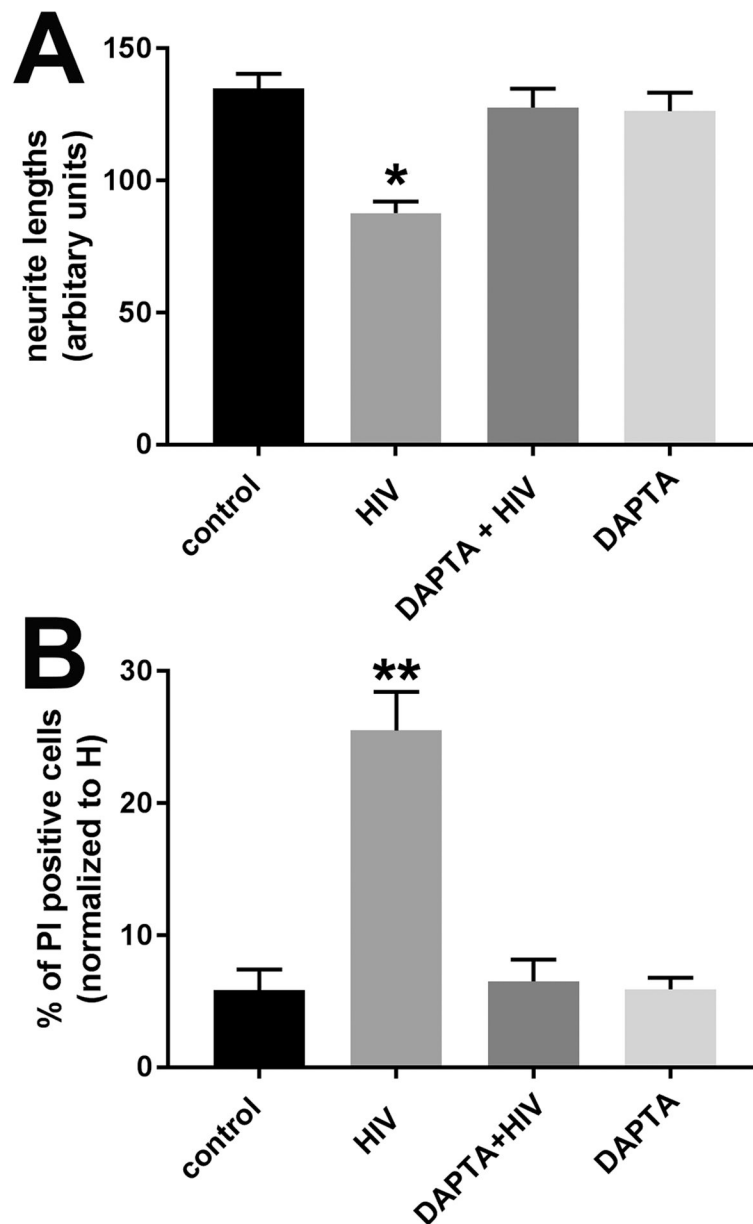 A
neurite lengths
(arbitary units)
150
100
50
0
*
control
HIV
DAPTA + HIV
DAPTA
B
% of PI positive cells
(normalized to H)
30
20
10
0
**
control
HIV
DAPTA+HIV
DAPTA